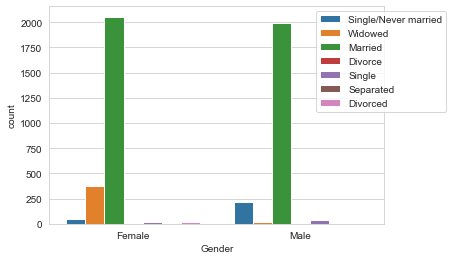 2000
1750
1500
1250
1000
750
500
250
0
count
Female
Male
Gender
Single/Never married
Widowed
Married
Divorce
Single
Separated
Divorced